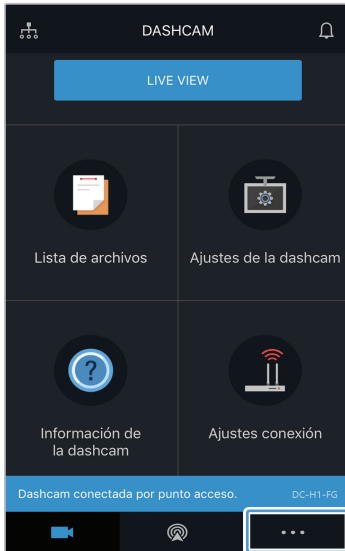 DASHCAM
LIVE VIEW
Lista de archivos
Ajustes de la dashcam
Información de
la dashcam
Ajustes conexión
Dashcam conectada por punto acceso.
DC-H1-FG